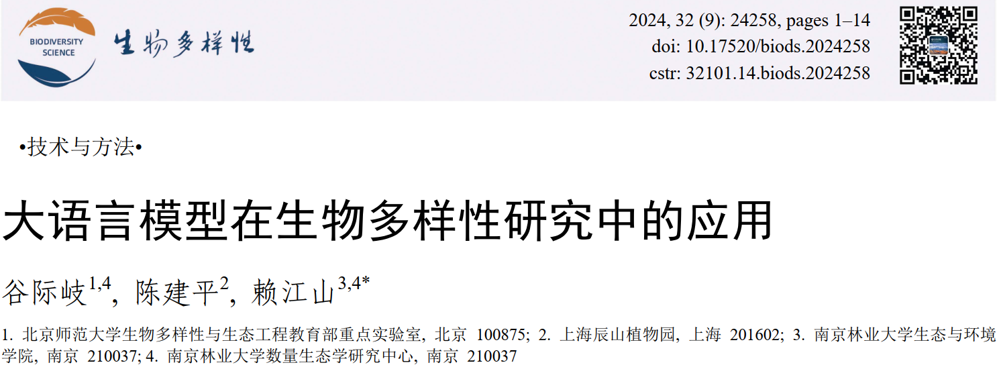 BIODIVERSITY
SCIENCE
生物多样性
2024, 32 (9): 24258, pages 1–14
doi: 10.17520/biods.2024258
cstr: 32101.14.biods.2024258
•技术与方法•
大语言模型在生物多样性研究中的应用
谷际岐1,4, 陈建平2, 赖江山3,4*
1. 北京师范大学生物多样性与生态工程教育部重点实验室, 北京 100875; 2. 上海辰山植物园, 上海 201602; 3. 南京林业大学生态与环境
学院, 南京 210037; 4. 南京林业大学数量生态学研究中心, 南京 210037